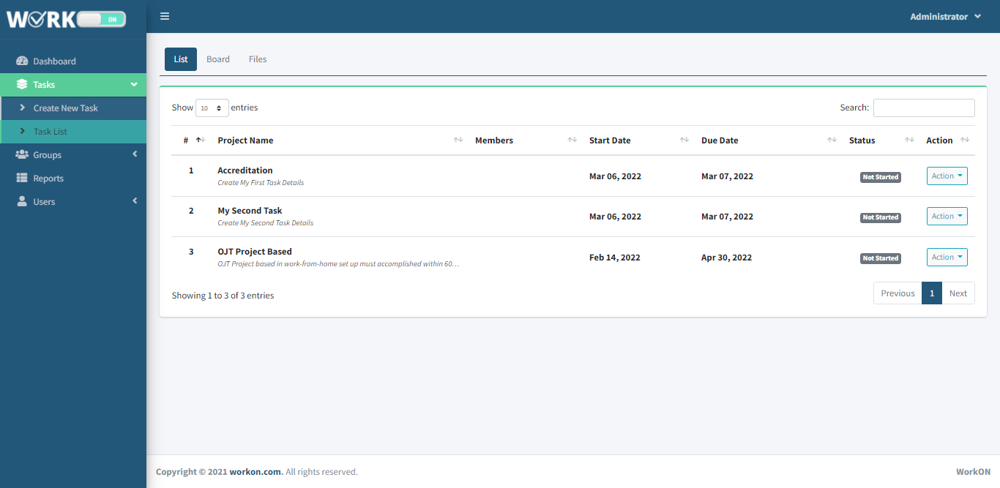 WORK ON
Administrator
Dashboard
Tasks
Create New Task
Task List
Groups
Reports
Users
List Board Files
Show 10 entries Search:
# Project Name Members Start Date Due Date Status Action
1 Accreditation Mar 06, 2022 Mar 07, 2022 Not Started Action
Create My First Task Details
2 My Second Task Mar 06, 2022 Mar 07, 2022 Not Started Action
Create My Second Task Details
3 OJT Project Based Feb 14, 2022 Apr 30, 2022 Not Started Action
OJT Project based in work-from-home set up must accomplished within 60...
Showing 1 to 3 of 3 entries Previous 1 Next
Copyright © 2021 workon.com. All rights reserved. WorkON